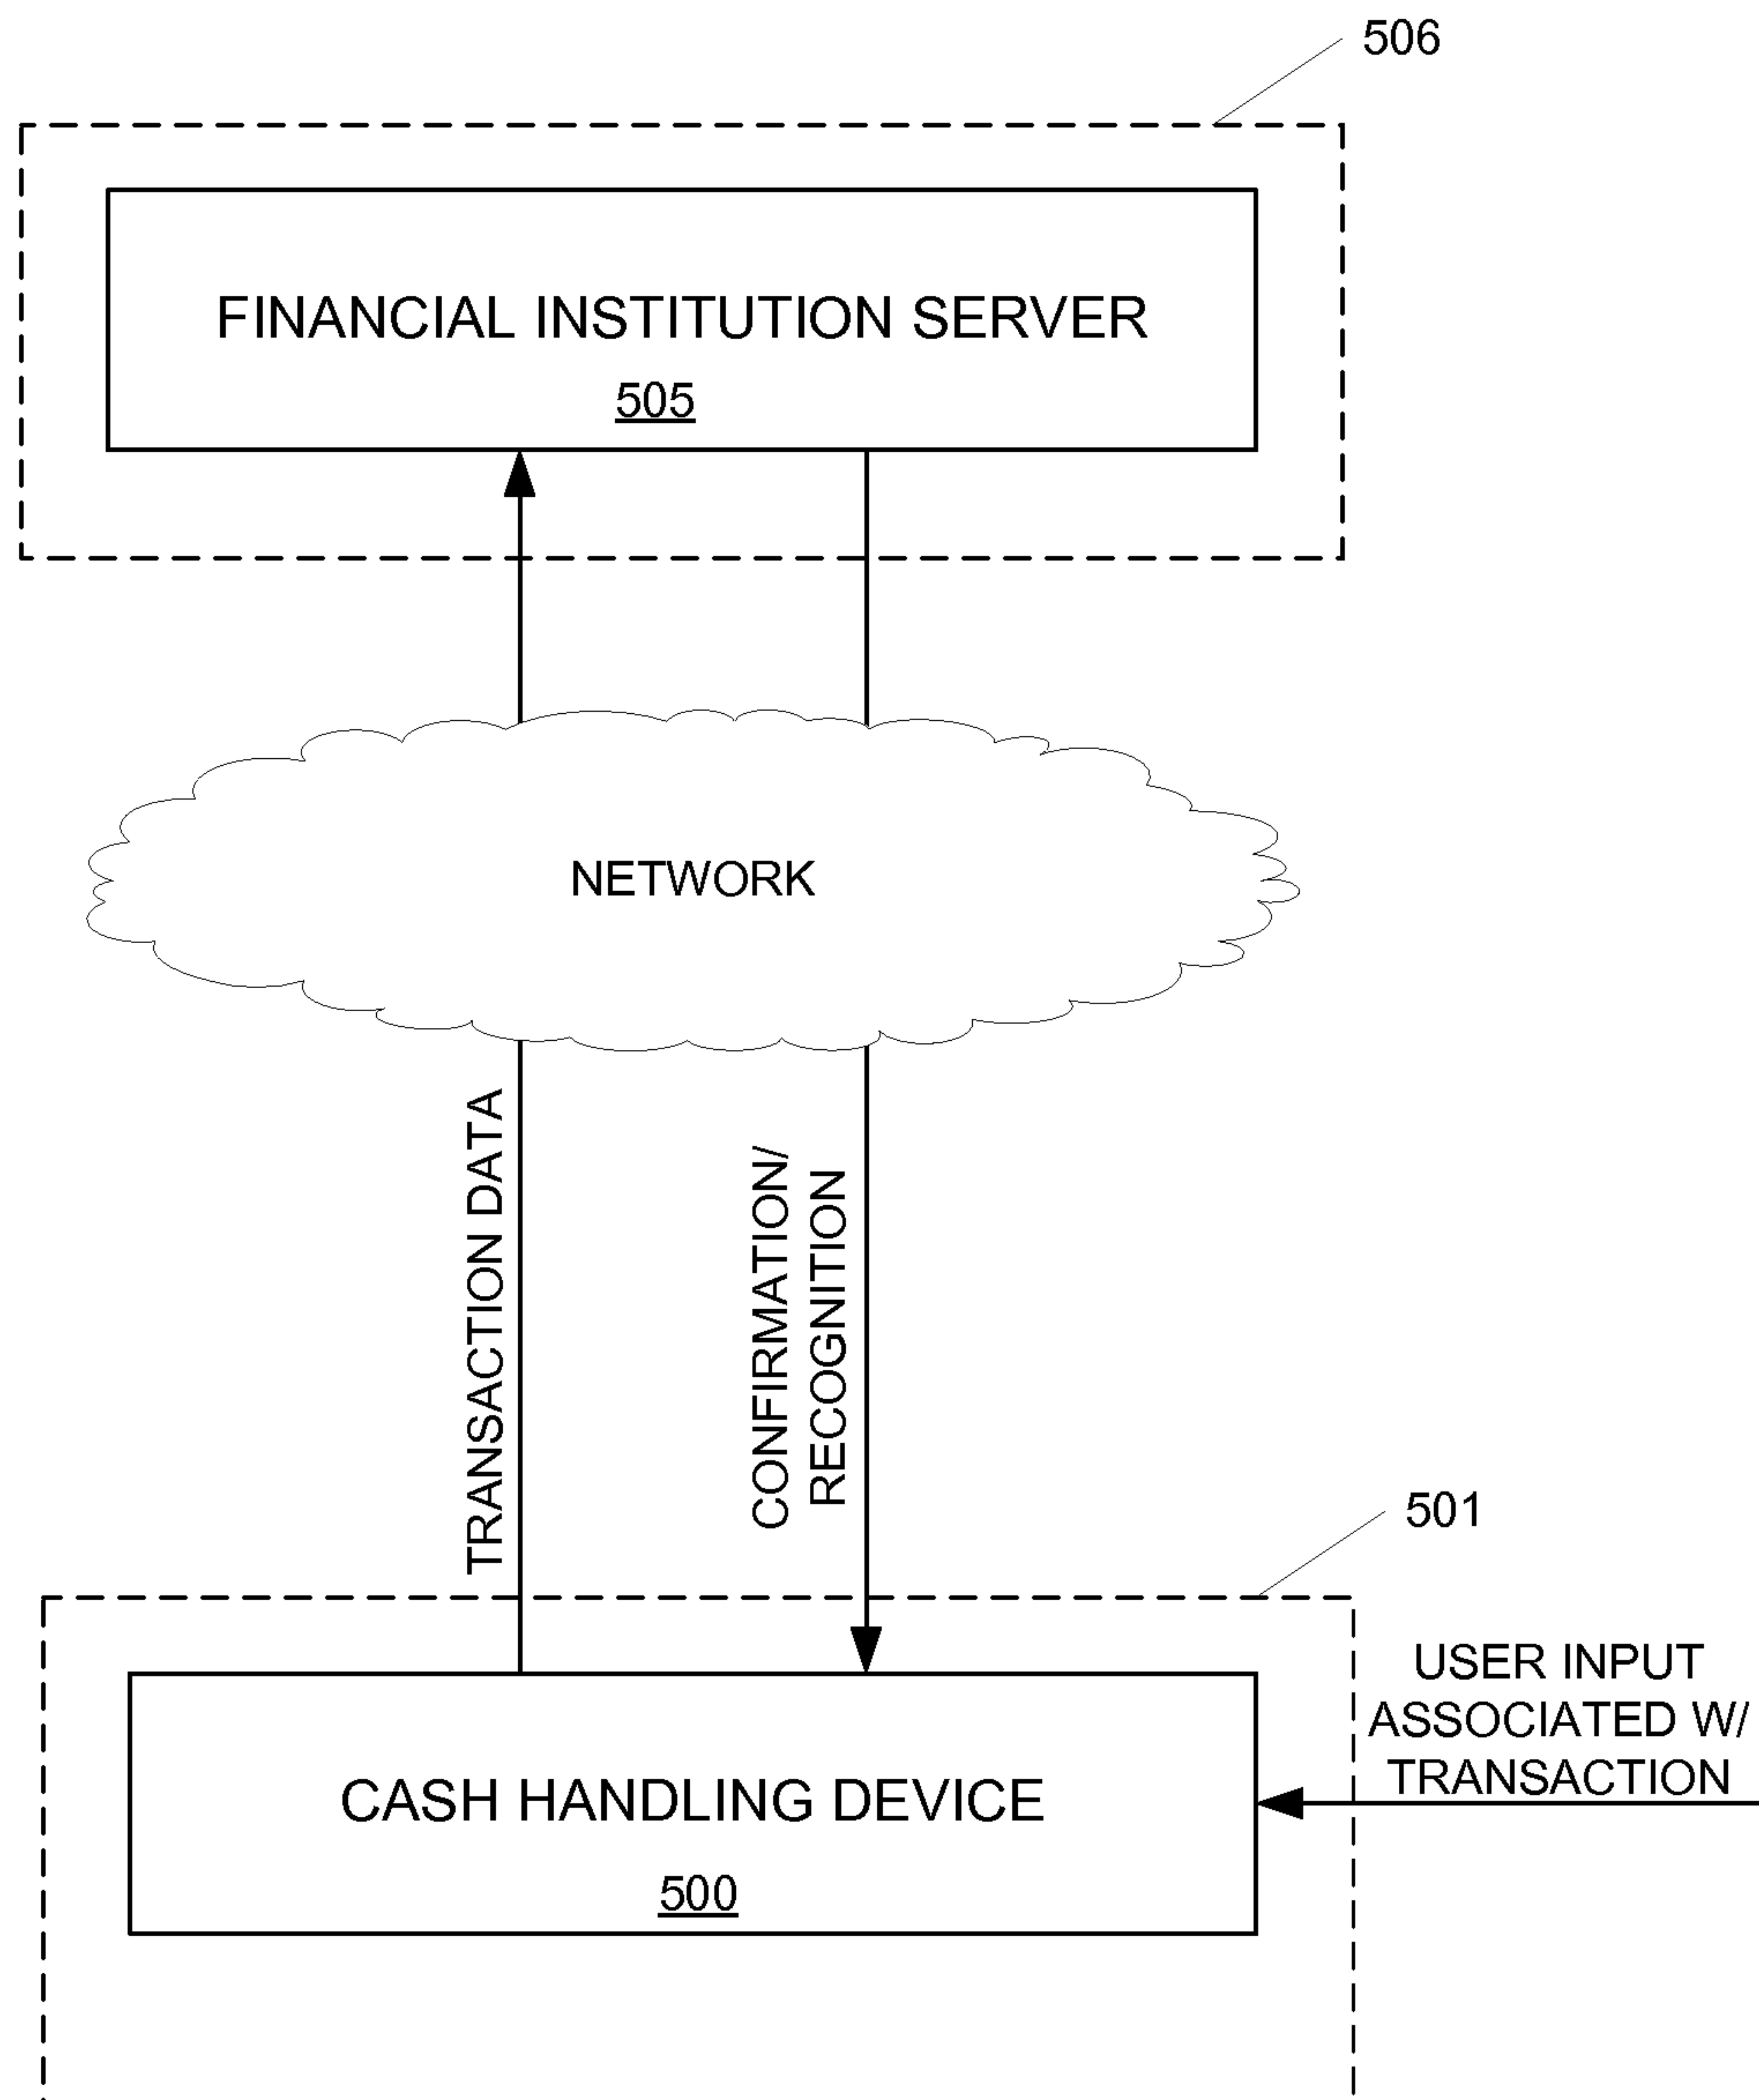 506
FINANCIAL INSTITUTION SERVER
505
NETWORK
TRANSACTION DATA
CONFIRMATION/
RECOGNITION
501
USER INPUT
ASSOCIATED W/
TRANSACTION
CASH HANDLING DEVICE
500